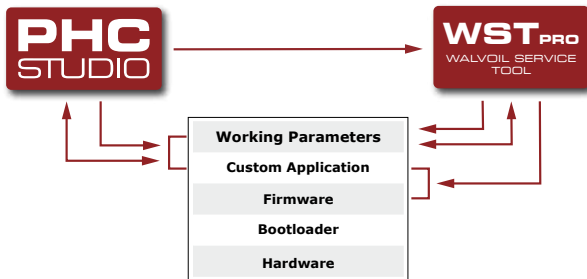 PHC
STUDIO
WST PRO
WALVOIL SERVICE
TOOL
Working Parameters
Custom Application
Firmware
Bootloader
Hardware